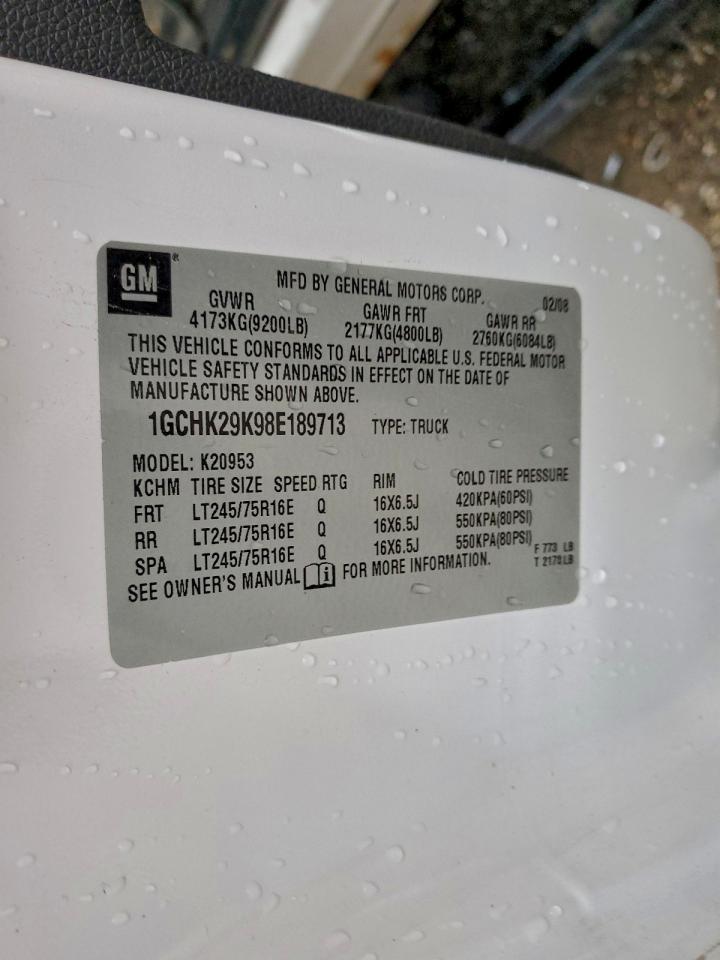 GM ®
MFD BY GENERAL MOTORS CORP. 02/08
GVWR GAWR FRT GAWR RR
4173KG(9200LB) 2177KG(4800LB) 2760KG(6084LB)
THIS VEHICLE CONFORMS TO ALL APPLICABLE U.S. FEDERAL MOTOR
VEHICLE SAFETY STANDARDS IN EFFECT ON THE DATE OF
MANUFACTURE SHOWN ABOVE.
1GCHK29K98E189713 TYPE: TRUCK
MODEL: K20953
KCHM TIRE SIZE SPEED RTG RIM COLD TIRE PRESSURE
FRT LT245/75R16E Q 16X6.5J 420KPA(60PSI)
RR LT245/75R16E Q 16X6.5J 550KPA(80PSI)
SPA LT245/75R16E Q 16X6.5J 550KPA(80PSI) F 773 LB
SEE OWNER'S MANUAL FOR MORE INFORMATION. T 2178LB